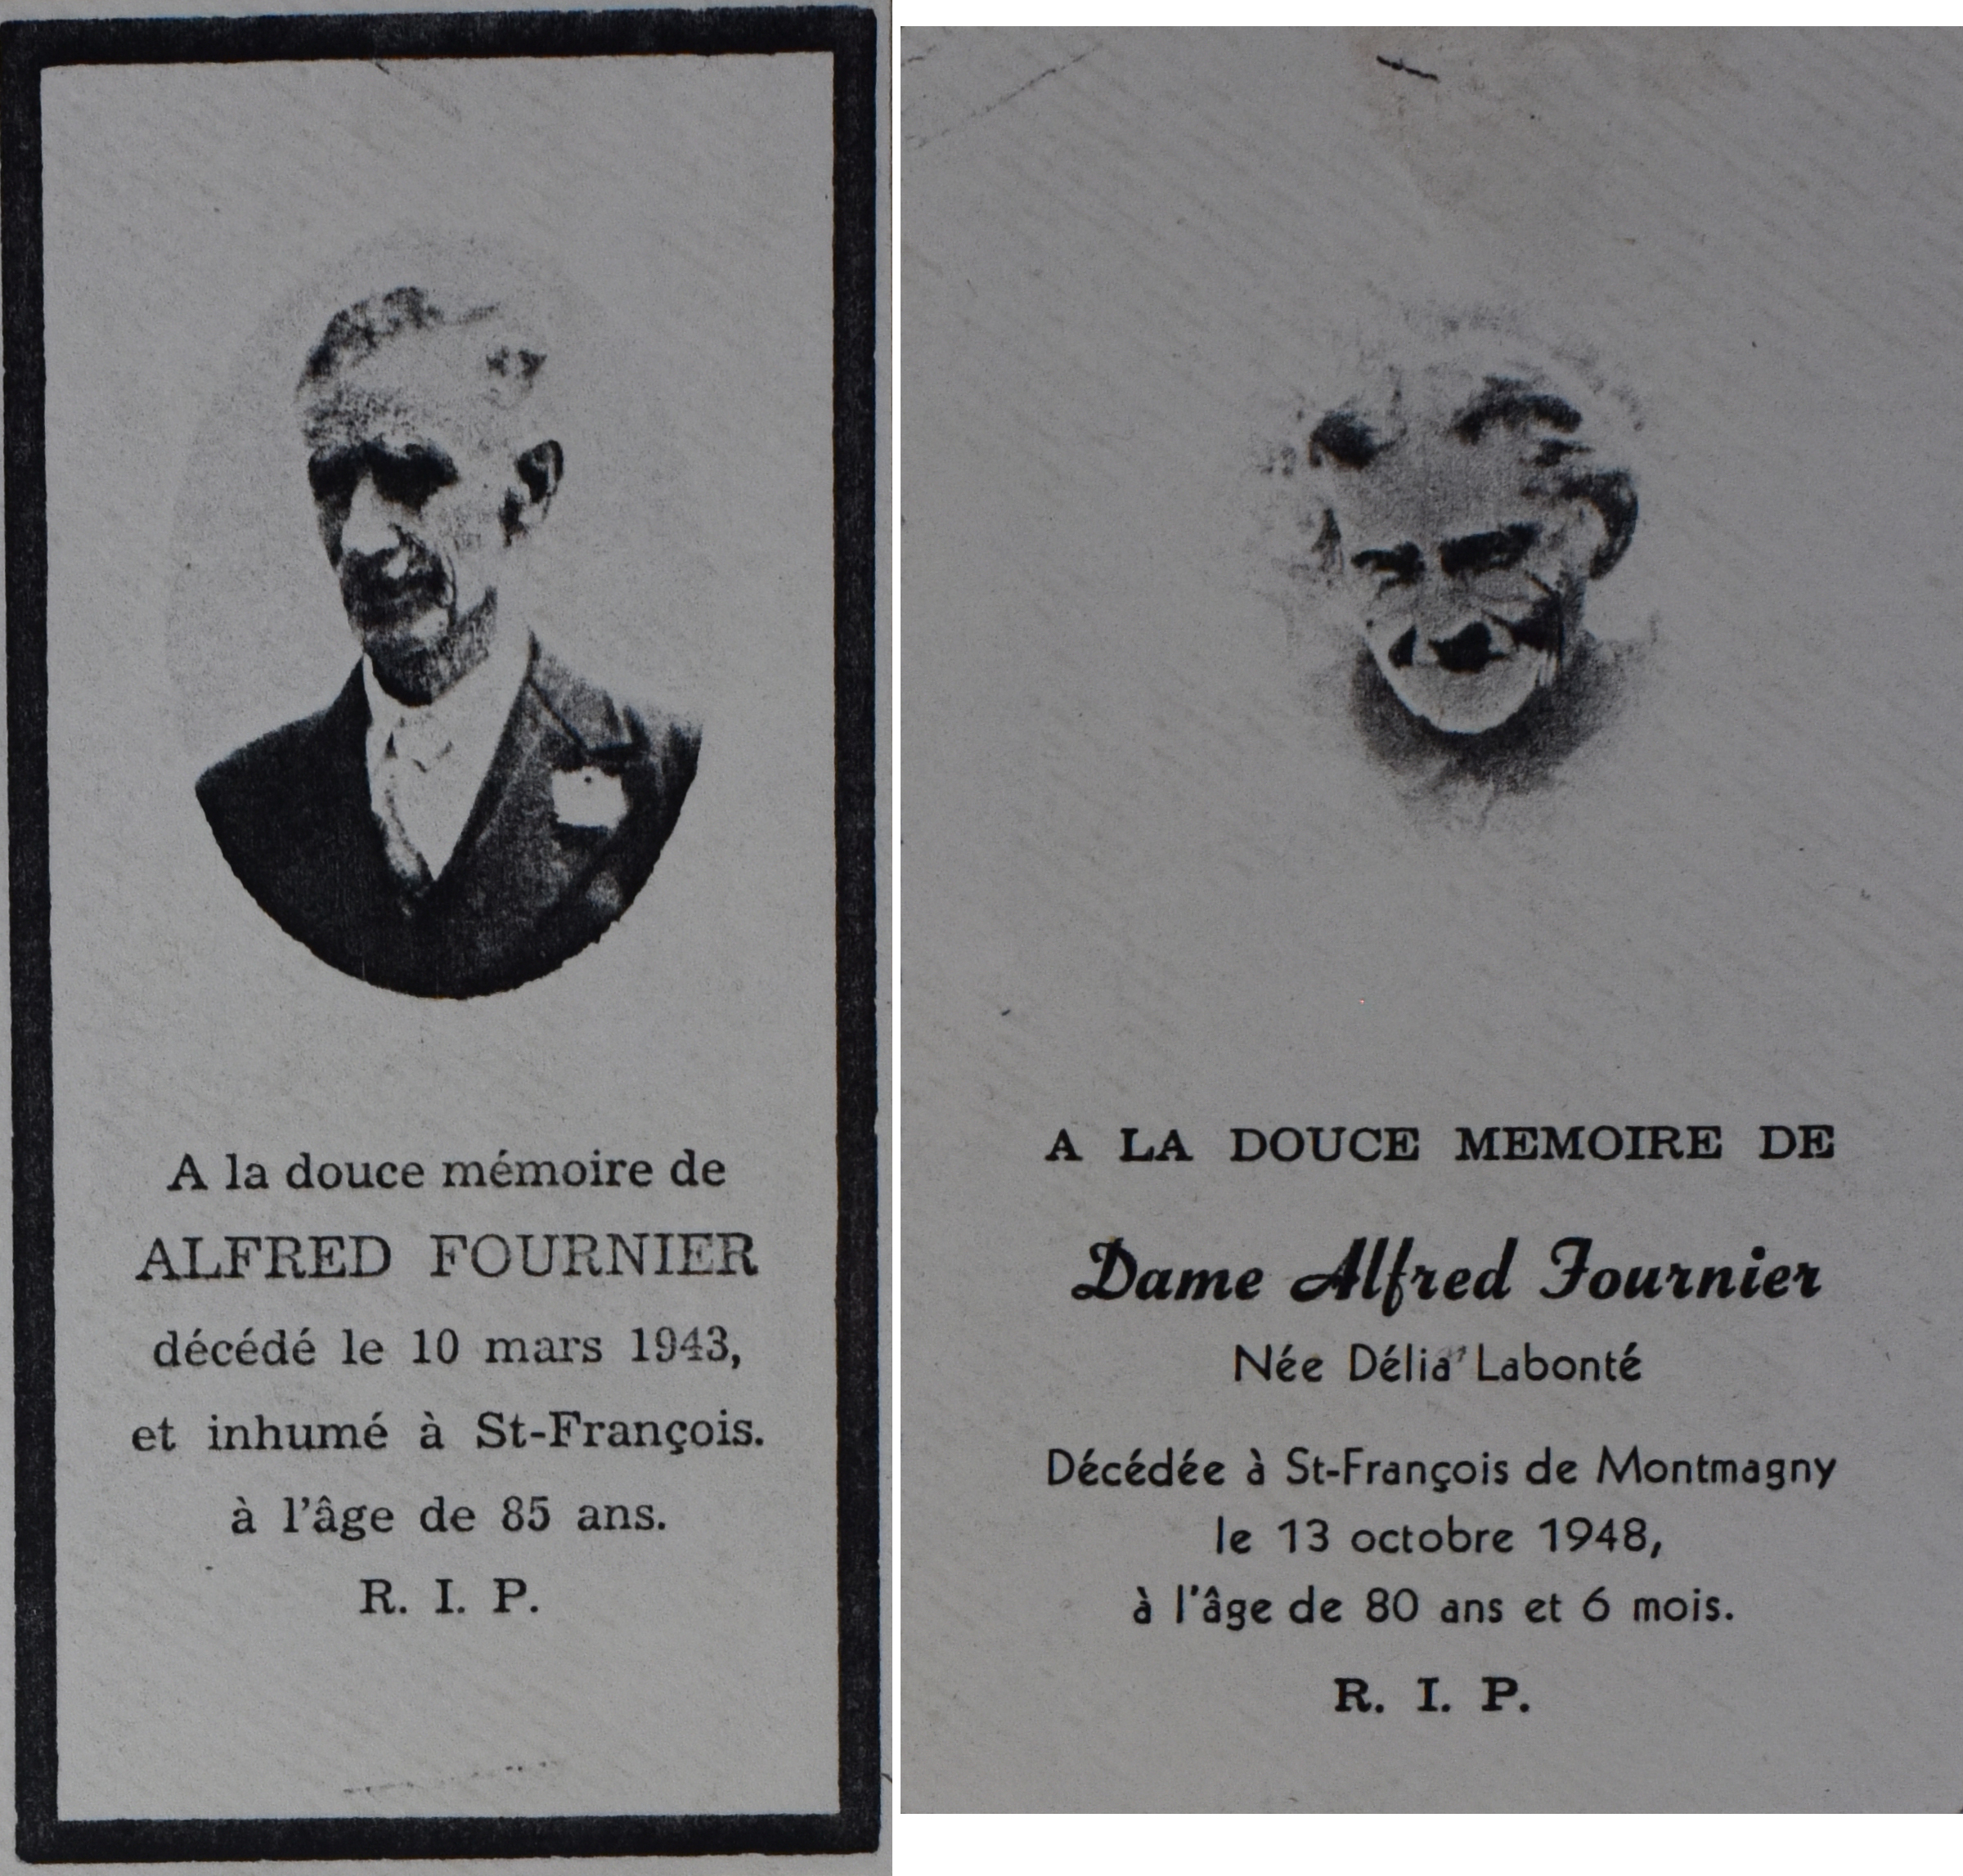 A la douce mémoire de
ALFRED FOURNIER
décédé le 10 mars 1943,
et inhumé à St-François.
à l'âge de 85 ans.
R. I. P.
A LA DOUCE MEMOIRE DE
Dame Alfred Fournier
Née Délia Labonté
Décédée à St-François de Montmagny
le 13 octobre 1948,
à l'âge de 80 ans et 6 mois.
R. I. P.